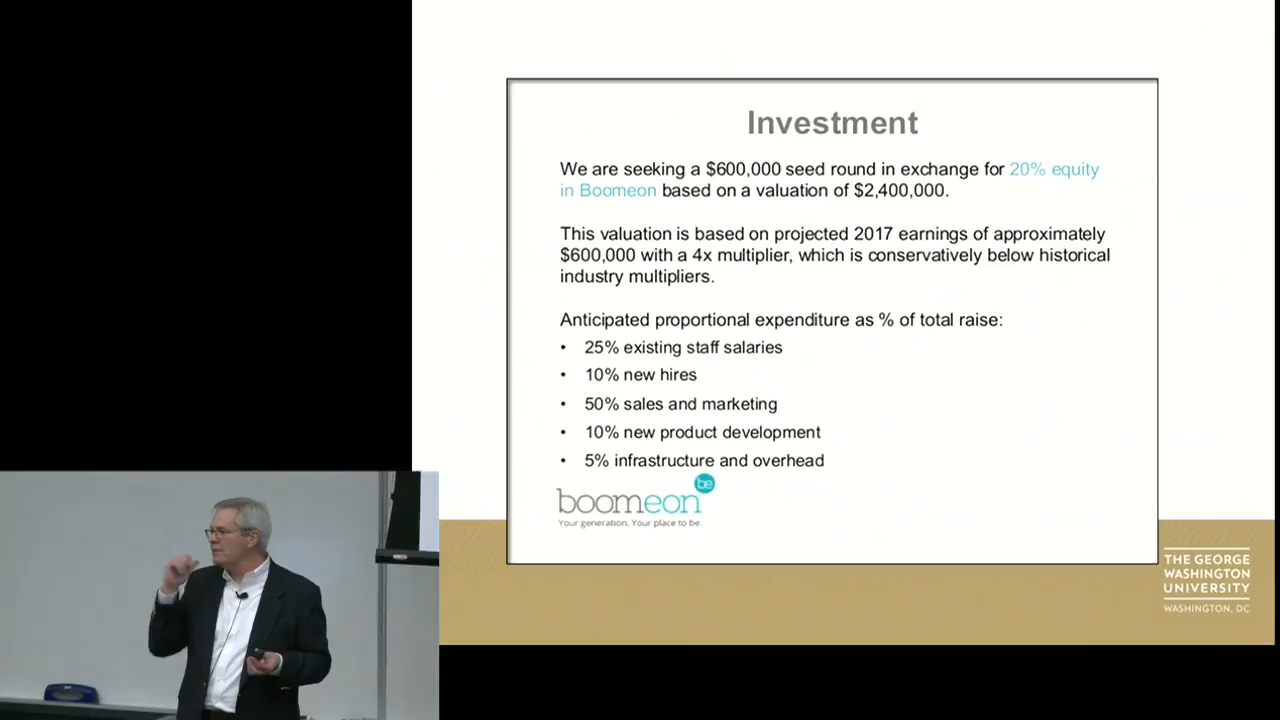 Investment
We are seeking a $600,000 seed round in exchange for 20% equity
in Boomeon based on a valuation of $2,400,000.
This valuation is based on projected 2017 earnings of approximately
$600,000 with a 4x multiplier, which is conservatively below historical
industry multipliers.
Anticipated proportional expenditure as % of total raise:
• 25% existing staff salaries
• 10% new hires
• 50% sales and marketing
• 10% new product development
• 5% infrastructure and overhead
be
boomeon
Your generation. Your place to be.
THE GEORGE
WASHINGTON
UNIVERSITY
WASHINGTON, DC